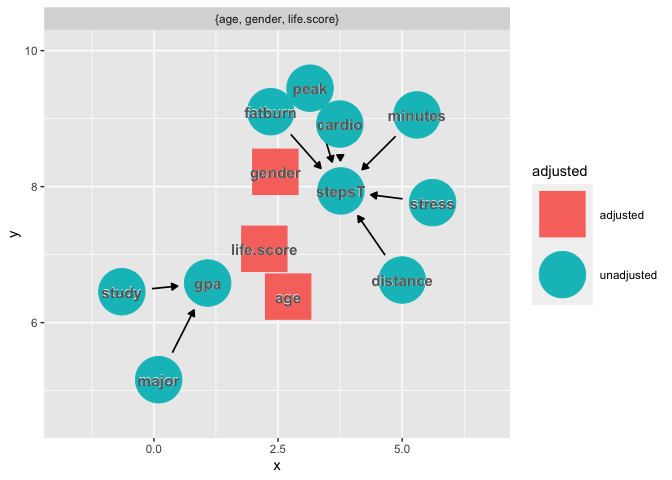 {age, gender, life.score}
10
8
6
y
peak
fatburn
cardio
minutes
gender
stepsT
stress
life.score
distance
study
gpa
age
major
0.0
2.5
5.0
x
adjusted
adjusted
unadjusted